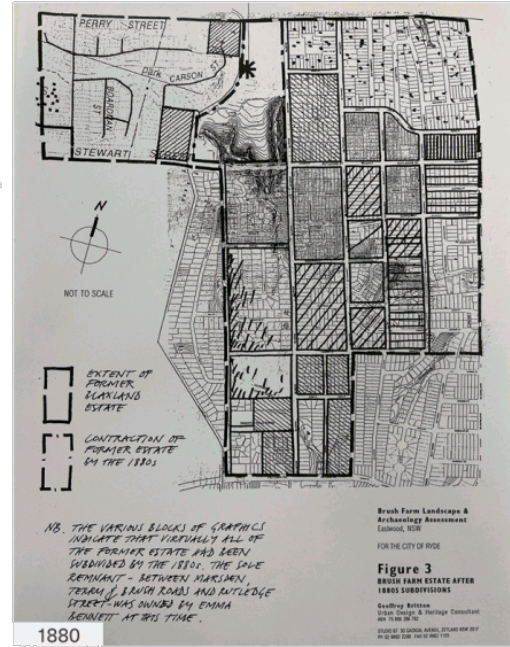 PERRY STREET
Park CARSON ST
BOARDMAN ST
STEWART STREET
N
NOT TO SCALE
EXTENT OF
FORMER
BLAXLAND
ESTATE
CONTRACTION OF
FORMER ESTATE
BY THE 1880s
NB. THE VARIOUS BLOCKS OF GRAPHICS
INDICATE THAT VIRTUALLY ALL OF
THE FORMER ESTATE HAD BEEN
SUBDIVIDED BY THE 1880s. THE SOLE
REMNANT - BETWEEN MARSDEN,
TERRY & BRUSH ROADS AND RUTLEDGE
STREET - WAS OWNED BY EMMA
BENNETT AT THIS TIME.
Brush Farm Landscape &
Archaeology Assessment
Eastwood, NSW
FOR THE CITY OF RYDE
Figure 3
BRUSH FARM ESTATE AFTER
1880S SUBDIVISIONS
Geoffrey Britton
Urban Design & Heritage Consultant
1880